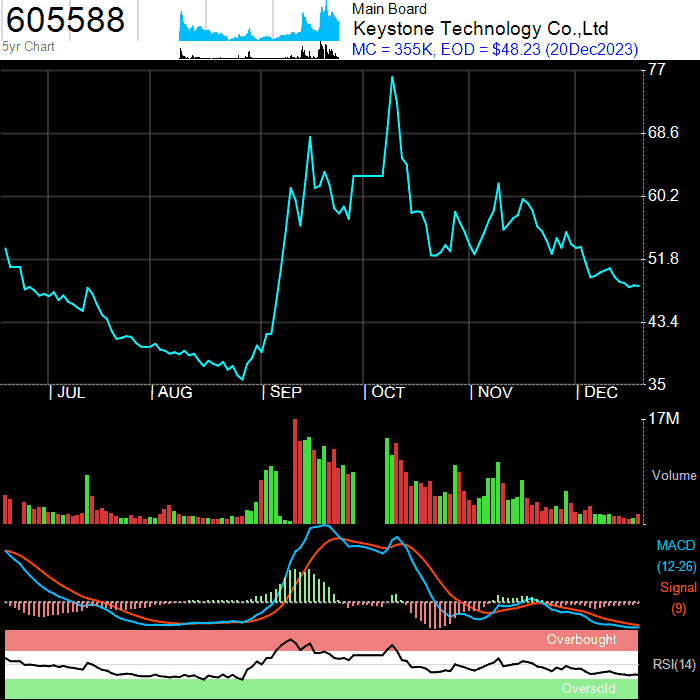 605588
5yr Chart
Main Board
Keystone Technology Co.,Ltd
MC = 355K, EOD = $48.23 (20Dec2023)
77
68.6
60.2
51.8
43.4
35
| JUL | AUG | SEP | OCT | NOV | DEC
17M
Volume
MACD
(12-26)
Signal
(9)
Overbought
RSI(14)
Oversold